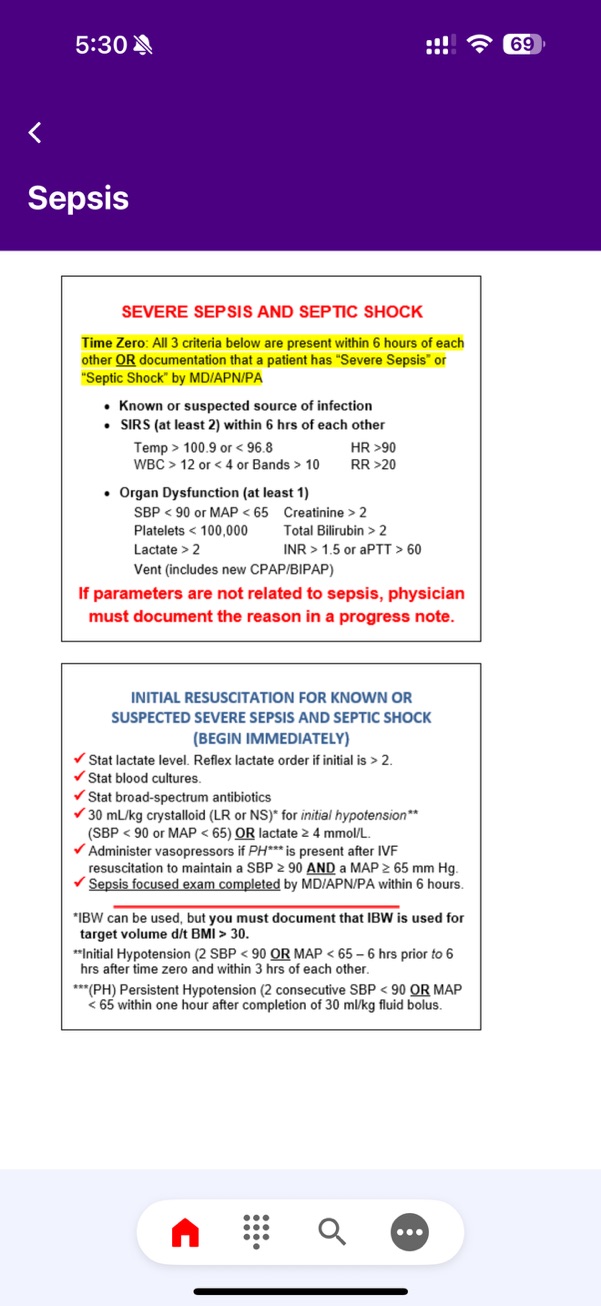 5:30
69
Sepsis
SEVERE SEPSIS AND SEPTIC SHOCK
Time Zero: All 3 criteria below are present within 6 hours of each
other OR documentation that a patient has “Severe Sepsis” or
“Septic Shock” by MD/APN/PA
• Known or suspected source of infection
• SIRS (at least 2) within 6 hrs of each other
Temp > 100.9 or < 96.8 HR >90
WBC > 12 or < 4 or Bands > 10 RR >20
• Organ Dysfunction (at least 1)
SBP < 90 or MAP < 65 Creatinine > 2
Platelets < 100,000 Total Bilirubin > 2
Lactate > 2 INR > 1.5 or aPTT > 60
Vent (includes new CPAP/BIPAP)
If parameters are not related to sepsis, physician
must document the reason in a progress note.
INITIAL RESUSCITATION FOR KNOWN OR
SUSPECTED SEVERE SEPSIS AND SEPTIC SHOCK
(BEGIN IMMEDIATELY)
✓ Stat lactate level. Reflex lactate order if initial is > 2.
✓ Stat blood cultures.
✓ Stat broad-spectrum antibiotics
✓ 30 mL/kg crystalloid (LR or NS)* for initial hypotension**
(SBP < 90 or MAP < 65) OR lactate ≥ 4 mmol/L.
✓ Administer vasopressors if PH*** is present after IVF
resuscitation to maintain a SBP ≥ 90 AND a MAP ≥ 65 mm Hg.
✓ Sepsis focused exam completed by MD/APN/PA within 6 hours.
*IBW can be used, but you must document that IBW is used for
target volume d/t BMI > 30.
**Initial Hypotension (2 SBP < 90 OR MAP < 65 – 6 hrs prior to 6
hrs after time zero and within 3 hrs of each other.
***(PH) Persistent Hypotension (2 consecutive SBP < 90 OR MAP
< 65 within one hour after completion of 30 ml/kg fluid bolus.